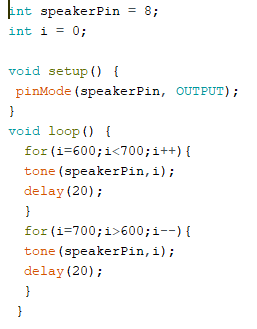 int speakerPin = 8;
int i = 0;

void setup() {
 pinMode(speakerPin, OUTPUT);
}
void loop() {
  for(i=600;i<700;i++){
  tone(speakerPin,i);
  delay(20);
  }
  for(i=700;i>600;i--){
  tone(speakerPin,i);
  delay(20);
  }
 }